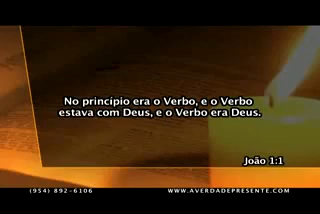 No princípio era o Verbo, e o Verbo
estava com Deus, e o Verbo era Deus.
João 1:1
(954) 892-6106
WWW.AVERDADEPRESENTE.COM